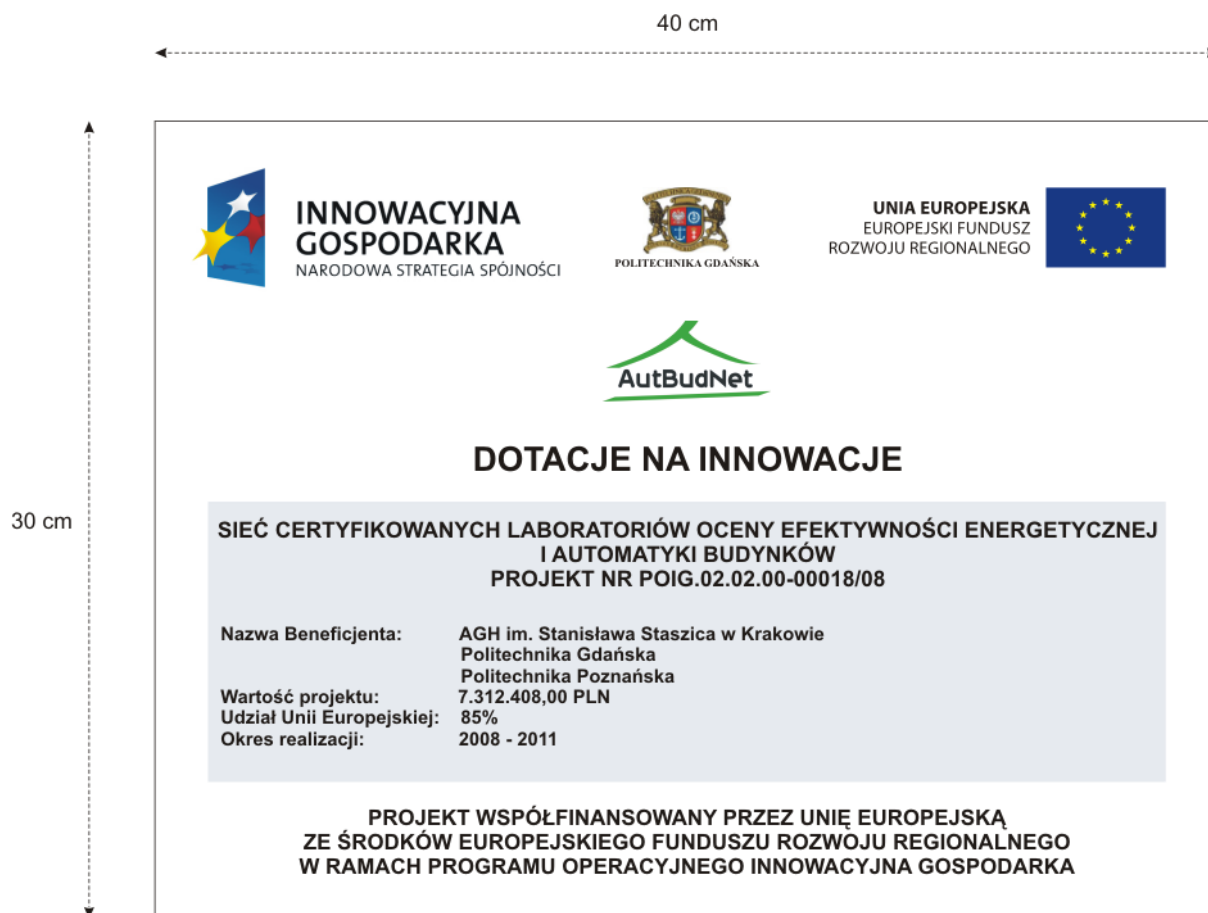 40 cm
30 cm
INNOWACYJNA
GOSPODARKA
NARODOWA STRATEGIA SPÓJNOŚCI
POLITECHNIKA GDAŃSKA
UNIA EUROPEJSKA
EUROPEJSKI FUNDUSZ
ROZWOJU REGIONALNEGO
AutBudNet
DOTACJE NA INNOWACJE
SIEĆ CERTYFIKOWANYCH LABORATORIÓW OCENY EFEKTYWNOŚCI ENERGETYCZNEJ
I AUTOMATYKI BUDYNKÓW
PROJEKT NR POIG.02.02.00-00018/08
Nazwa Beneficjenta: AGH im. Stanisława Staszica w Krakowie
Politechnika Gdańska
Politechnika Poznańska
Wartość projektu: 7.312.408,00 PLN
Udział Unii Europejskiej: 85%
Okres realizacji: 2008 - 2011
PROJEKT WSPÓŁFINANSOWANY PRZEZ UNIĘ EUROPEJSKĄ
ZE ŚRODKÓW EUROPEJSKIEGO FUNDUSZU ROZWOJU REGIONALNEGO
W RAMACH PROGRAMU OPERACYJNEGO INNOWACYJNA GOSPODARKA